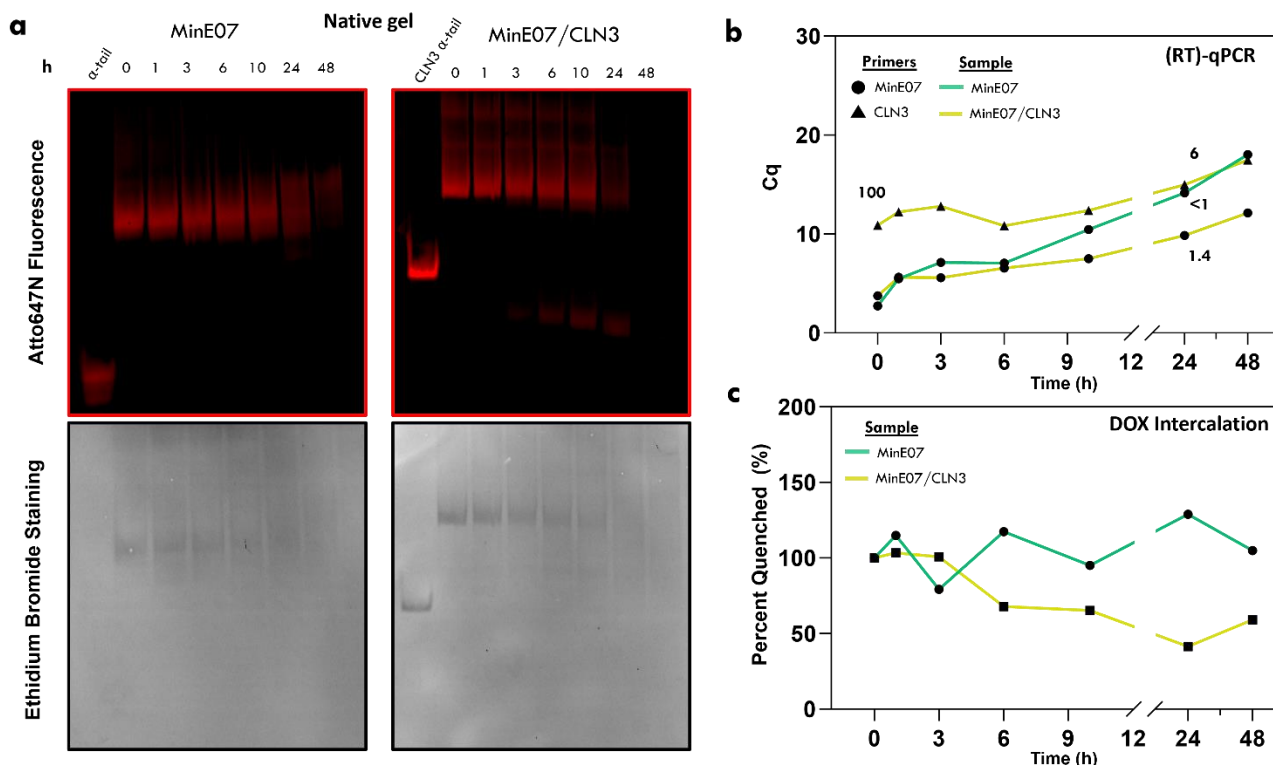 a
Native gel
MinE07
MinE07/CLN3
h
α-tail
0 1 3 6 10 24 48
CLN3 α-tail
0 1 3 6 10 24 48
Atto647N Fluorescence
Ethidium Bromide Staining
b
(RT)-qPCR
Primers Sample
MinE07 MinE07
CLN3 MinE07/CLN3
Cq
30
20
10
0
100
6
<1
1.4
0 3 6 9 12 24 48
Time (h)
c
DOX Intercalation
Sample
MinE07
MinE07/CLN3
Percent Quenched (%)
200
150
100
50
0
0 3 6 9 12 24 48
Time (h)